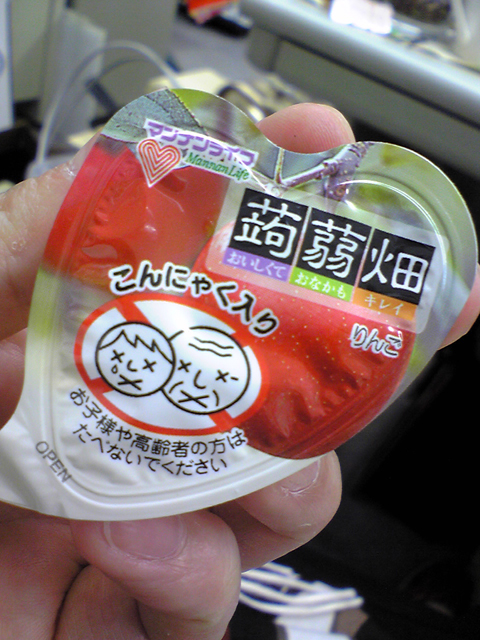 マンナンライフ
MannanLife
蒟蒻畑
おいしくて おなかも キレイ
りんご
こんにゃく入り
お子様や高齢者の方は
たべないでください
OPEN